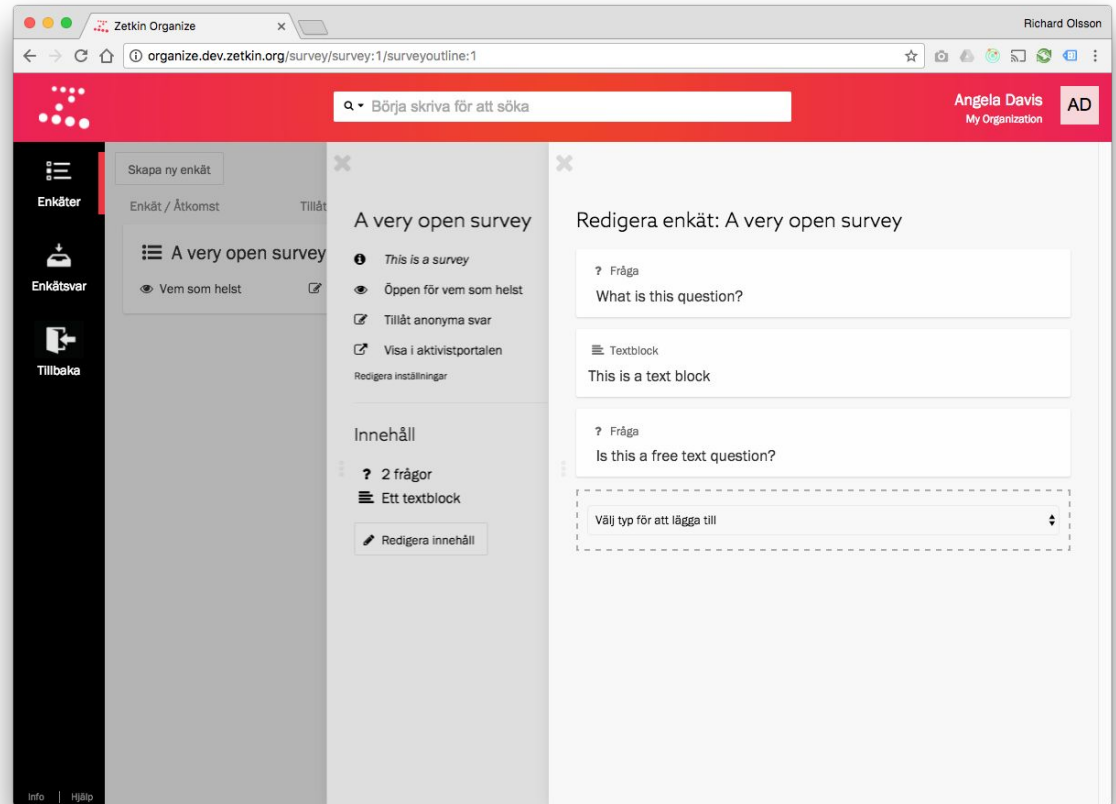 Zetkin Organize
Richard Olsson
organize.dev.zetkin.org/survey/survey:1/surveyoutline:1
Börja skriva för att söka
Angela Davis
My Organization
AD
Enkäter
Enkätsvar
Tillbaka
Info | Hjälp
Skapa ny enkät
Enkät / Åtkomst
Tillåt
A very open survey
Vem som helst
A very open survey
This is a survey
Öppen för vem som helst
Tillåt anonyma svar
Visa i aktivistportalen
Redigera inställningar
Innehåll
? 2 frågor
Ett textblock
Redigera innehåll
Redigera enkät: A very open survey
? Fråga
What is this question?
Textblock
This is a text block
? Fråga
Is this a free text question?
Välj typ för att lägga till